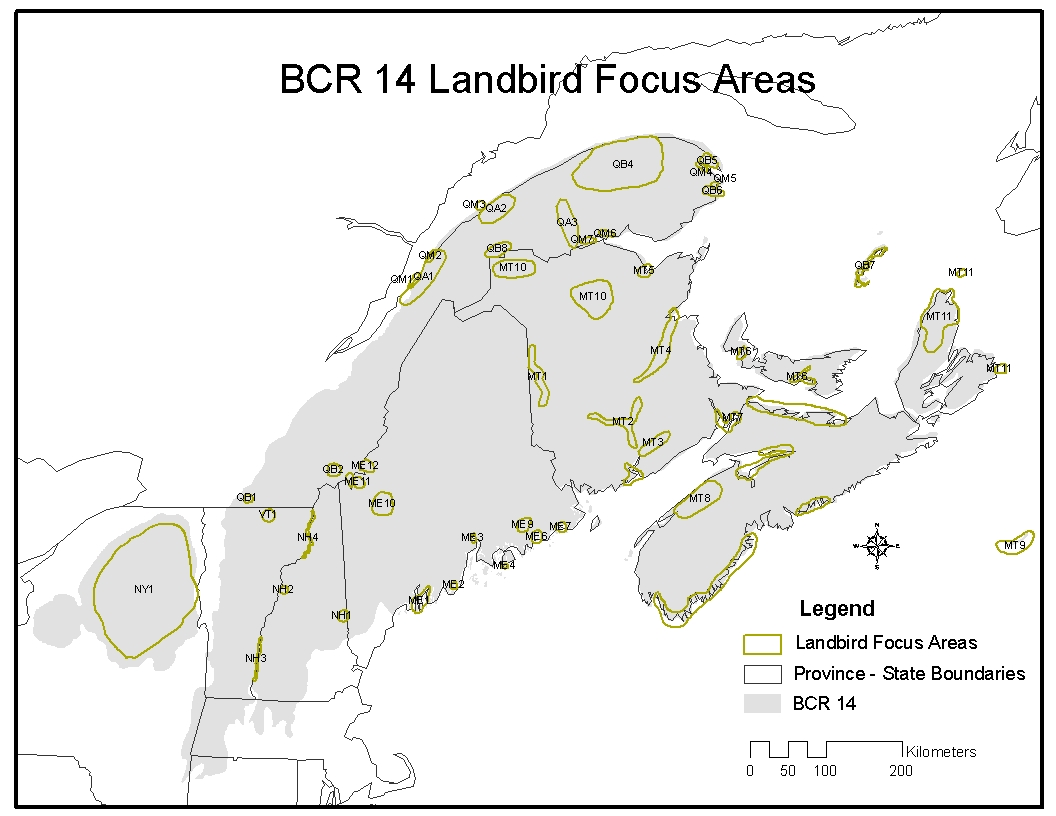 BCR 14 Landbird Focus Areas
QB4
QB5
QM4
QM5
QB6
QM3
QA2
QA3
QM7
QM6
QB8
QM2
QM1
QA1
MT10
MT5
MT10
QB7
MT11
MT11
MT4
MT6
MT6
MT11
MT1
MT2
MT7
MT3
QB2
ME12
ME11
ME10
MT8
QB1
VT1
NH4
ME3
ME9
ME6
ME7
MT9
ME4
NY1
NH2
ME2
ME1
NH1
NH3
N
W
E
S
Legend
Landbird Focus Areas
Province - State Boundaries
BCR 14
Kilometers
0 50 100 200